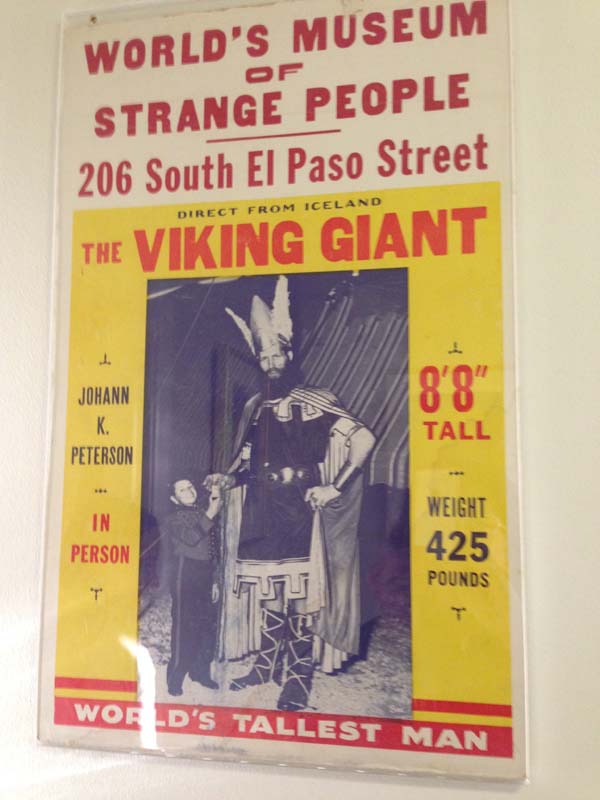 WORLD'S MUSEUM
OF
STRANGE PEOPLE
206 South El Paso Street
DIRECT FROM ICELAND
THE VIKING GIANT
JOHANN
K.
PETERSON
IN
PERSON
8'8"
TALL
WEIGHT
425
POUNDS
WORLD'S TALLEST MAN